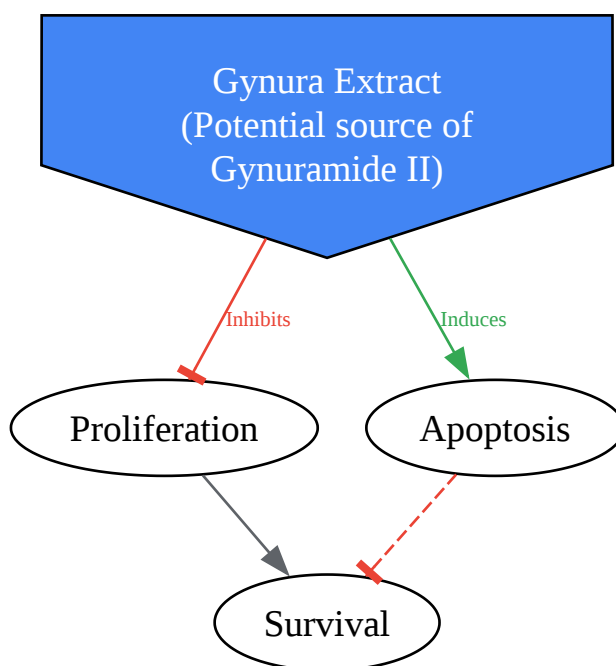 Gynura Extract
(Potential source of
Gynuramide II)
Inhibits
Induces
Proliferation
Apoptosis
Survival